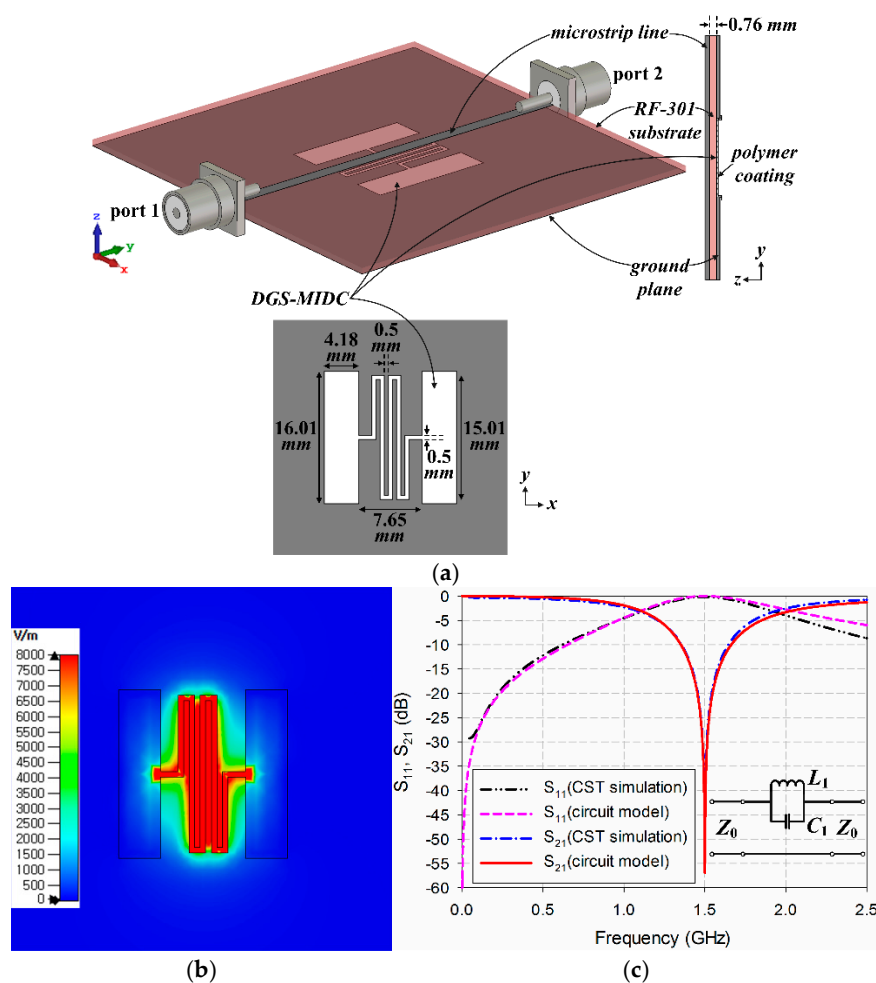 0.76 mm
microstrip line
port 2
RF-301
substrate
polymer
coating
port 1
z
y
x
ground
plane
y
z
DGS-MIDC
0.5
mm
4.18
mm
16.01
mm
15.01
mm
0.5
mm
7.65
mm
y
x
(a)
V/m
8000
7500
7000
6500
6000
5500
5000
4500
4000
3500
3000
2500
2000
1500
1000
500
0
(b)
S11, S21 (dB)
0
-5
-10
-15
-20
-25
-30
-35
-40
-45
-50
-55
-60
S11(CST simulation)
S11(circuit model)
S21(CST simulation)
S21(circuit model)
L1
C1
Z0
Z0
0.0 0.5 1.0 1.5 2.0 2.5
Frequency (GHz)
(c)